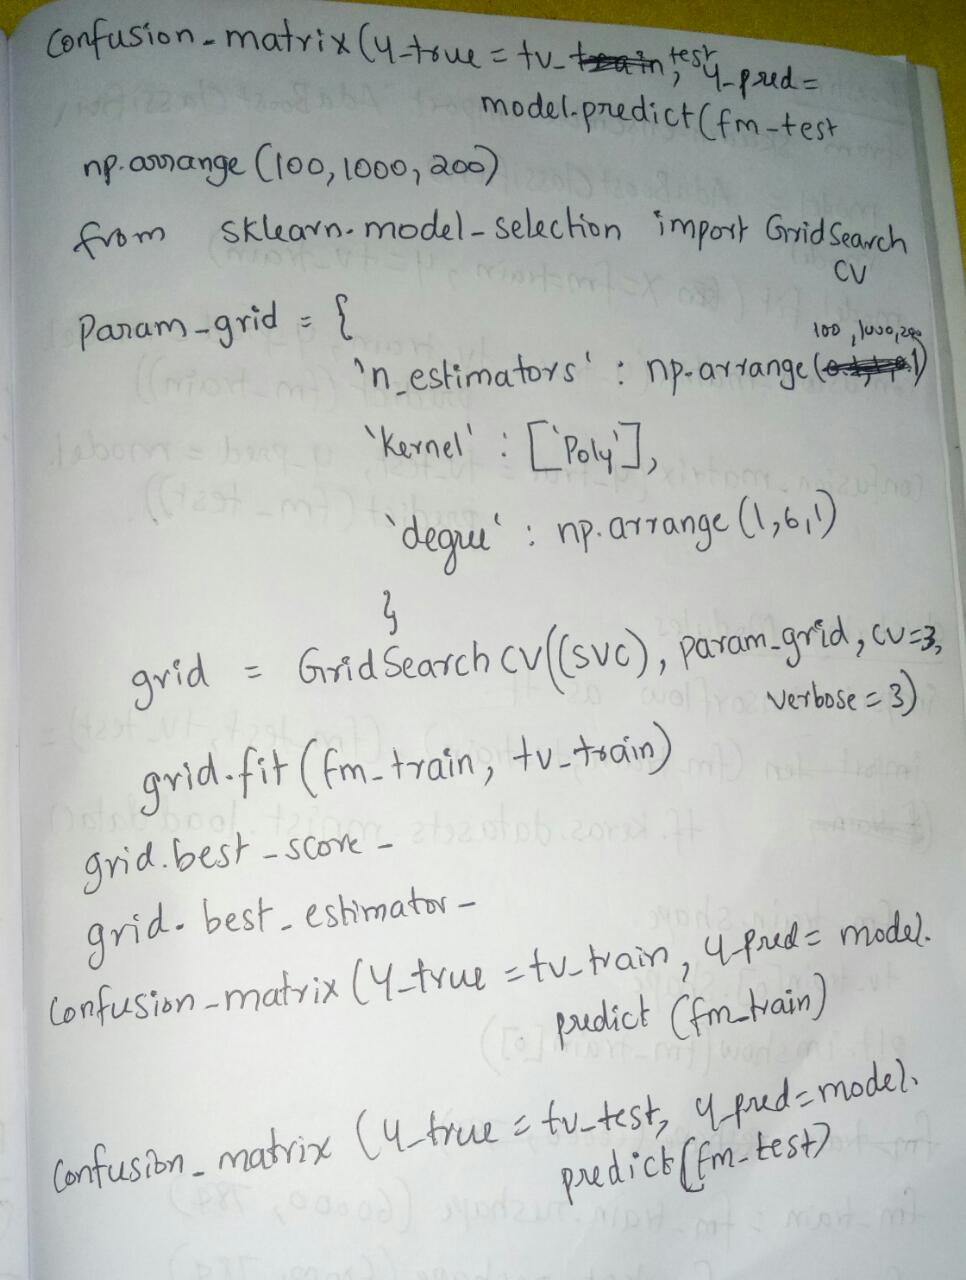 Confusion_matrix(y_true = tv_test, y_pred =
model.predict(fm_test
np.arrange (100, 1000, 200)
from sklearn.model_selection import GridSearch
CV
Param_grid = {
100, 1000, 200
'n_estimators' : np.arrange( )
'Kernel' : ['Poly'],
'degree' : np.arrange (1,6,1)
}
grid = GridSearchCV((SVC), param_grid, cv=3,
verbose = 3)
grid.fit (fm_train, tv_train)
grid.best_score_
grid.best_estimator_
Confusion_matrix (y_true = tv_train, y_pred = model.
predict (fm_train)
Confusion_matrix (y_true = tv_test, y_pred = model.
predict (fm_test)